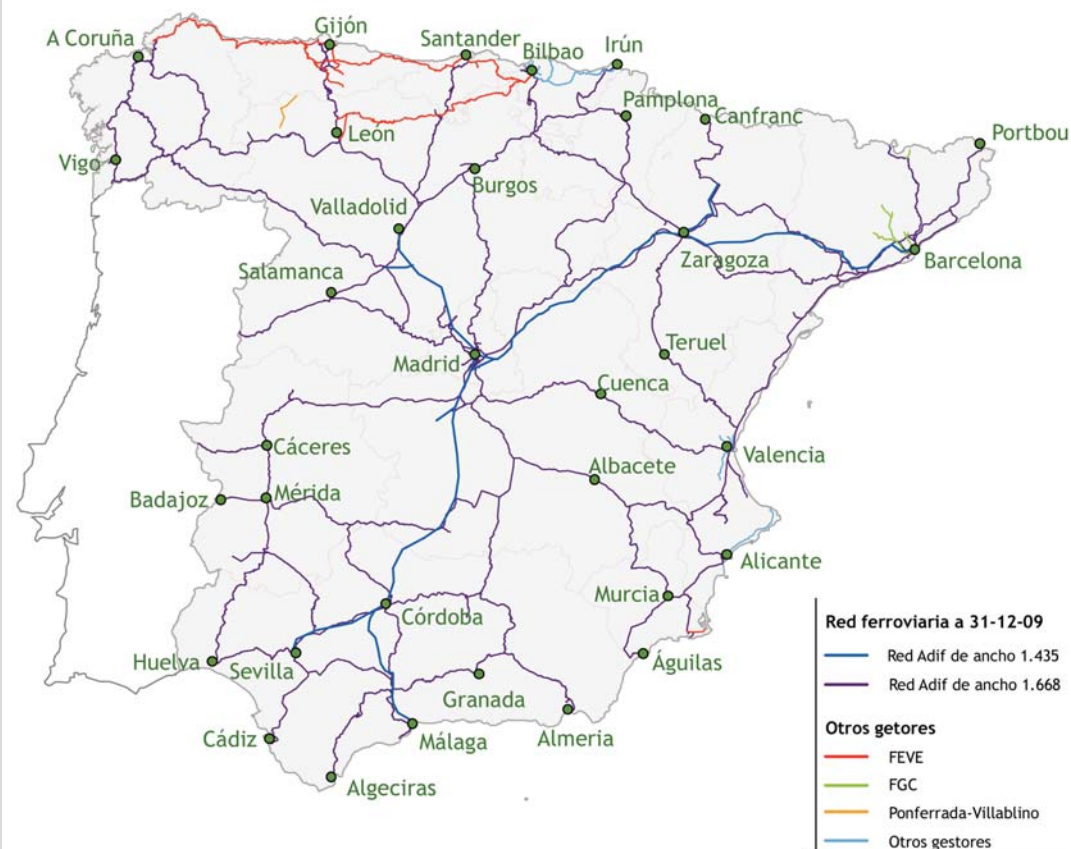 Gijón
A Coruña
Santander
Bilbao
Irún
Pamplona
Canfranc
León
Portbou
Vigo
Burgos
Valladolid
Zaragoza
Barcelona
Salamanca
Teruel
Madrid
Cuenca
Cáceres
Valencia
Albacete
Badajoz
Mérida
Alicante
Murcia
Córdoba
Huelva
Sevilla
Águilas
Granada
Cádiz
Málaga
Almeria
Algeciras
Red ferroviaria a 31-12-09
Red Adif de ancho 1.435
Red Adif de ancho 1.668
Otros getores
FEVE
FGC
Ponferrada-Villablino
Otros gestores